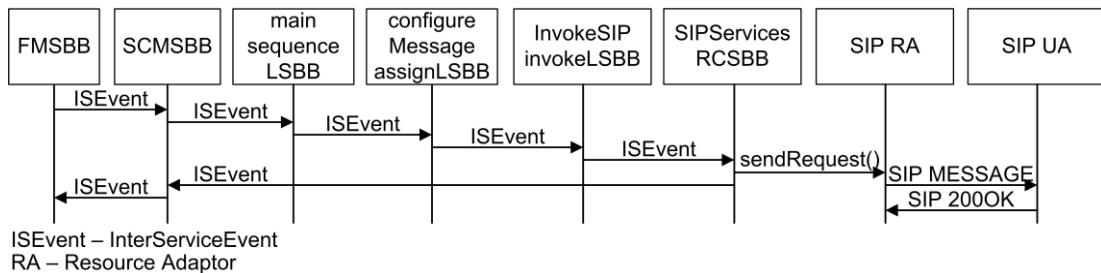 FMSBB
SCMSBB
main
sequence
LSBB
configure
Message
assignLSBB
InvokeSIP
invokeLSBB
SIPServices
RCSBB
SIP RA
SIP UA
ISEvent
ISEvent
ISEvent
ISEvent
ISEvent
sendRequest()
ISEvent
SIP MESSAGE
ISEvent
SIP 200OK
ISEvent – InterServiceEvent
RA – Resource Adaptor